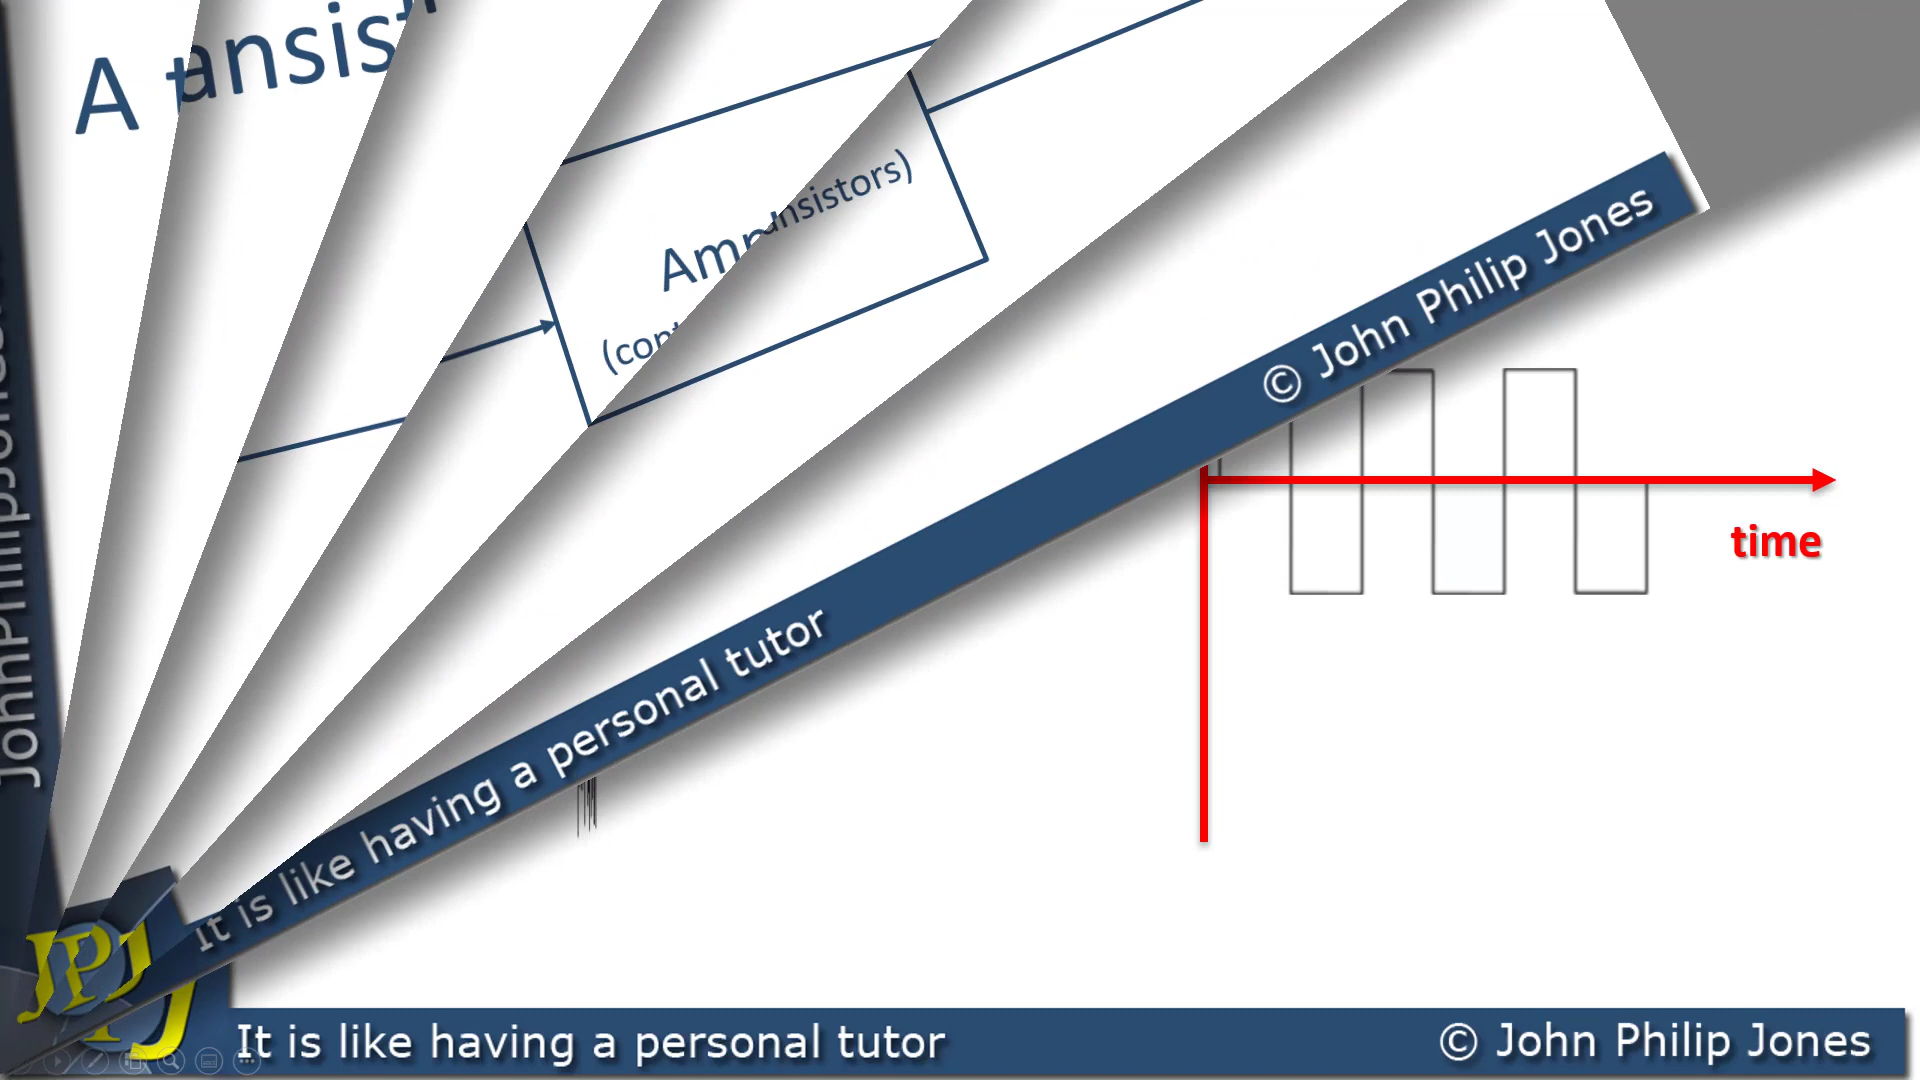 A ansis
nsistors)
Am
(con
© John Philip Jones
time
It is like having a personal tutor
JPJ
It is like having a personal tutor
© John Philip Jones